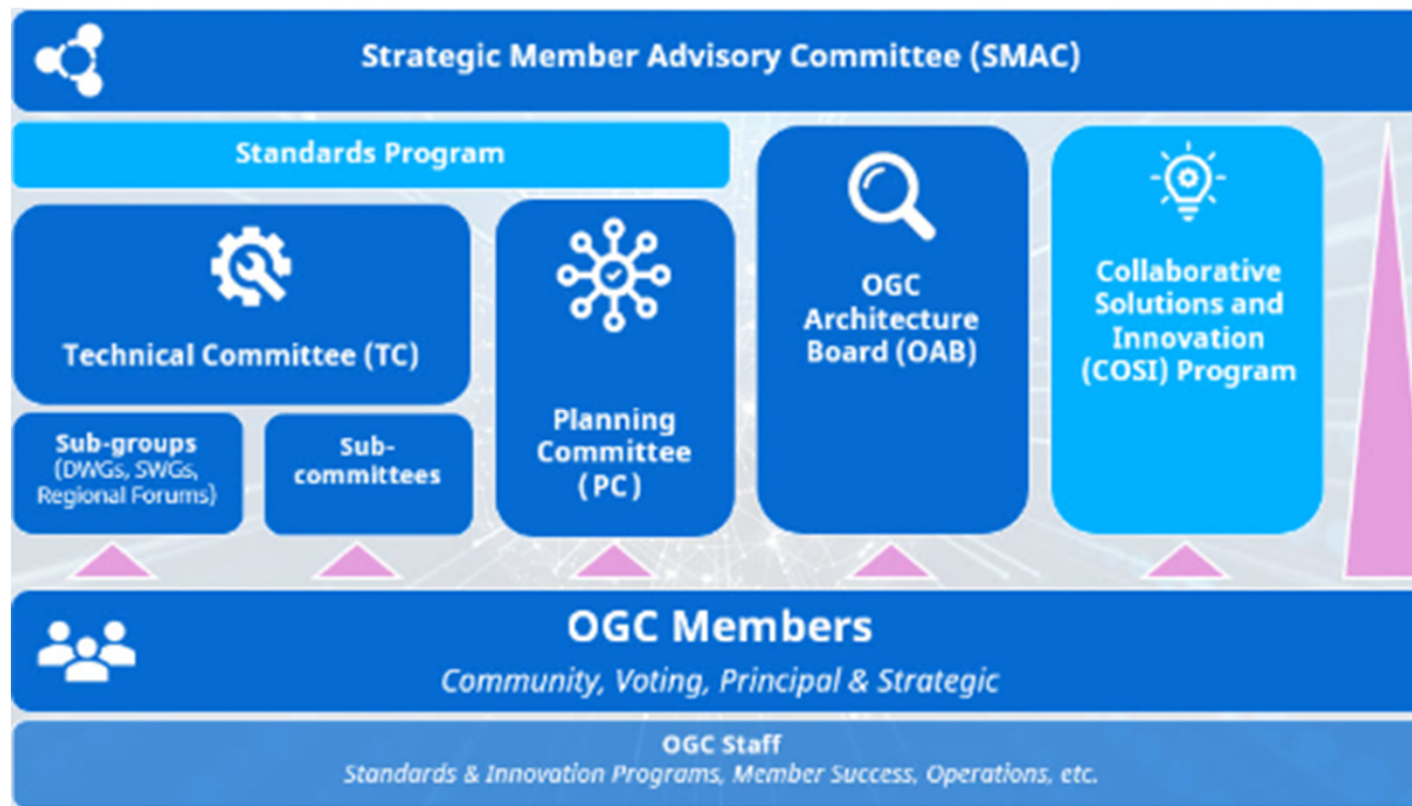 Strategic Member Advisory Committee (SMAC)
Standards Program
Technical Committee (TC)
Sub-groups
(DWGs, SWGs,
Regional Forums)
Sub-
committees
Planning
Committee
(PC)
OGC
Architecture
Board (OAB)
Collaborative
Solutions and
Innovation
(COSI) Program
OGC Members
Community, Voting, Principal & Strategic
OGC Staff
Standards & Innovation Programs, Member Success, Operations, etc.